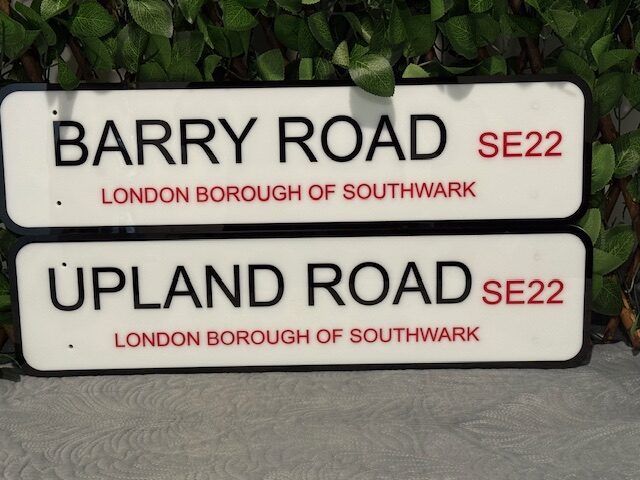 BARRY ROAD SE22
LONDON BOROUGH OF SOUTHWARK
UPLAND ROAD SE22
LONDON BOROUGH OF SOUTHWARK